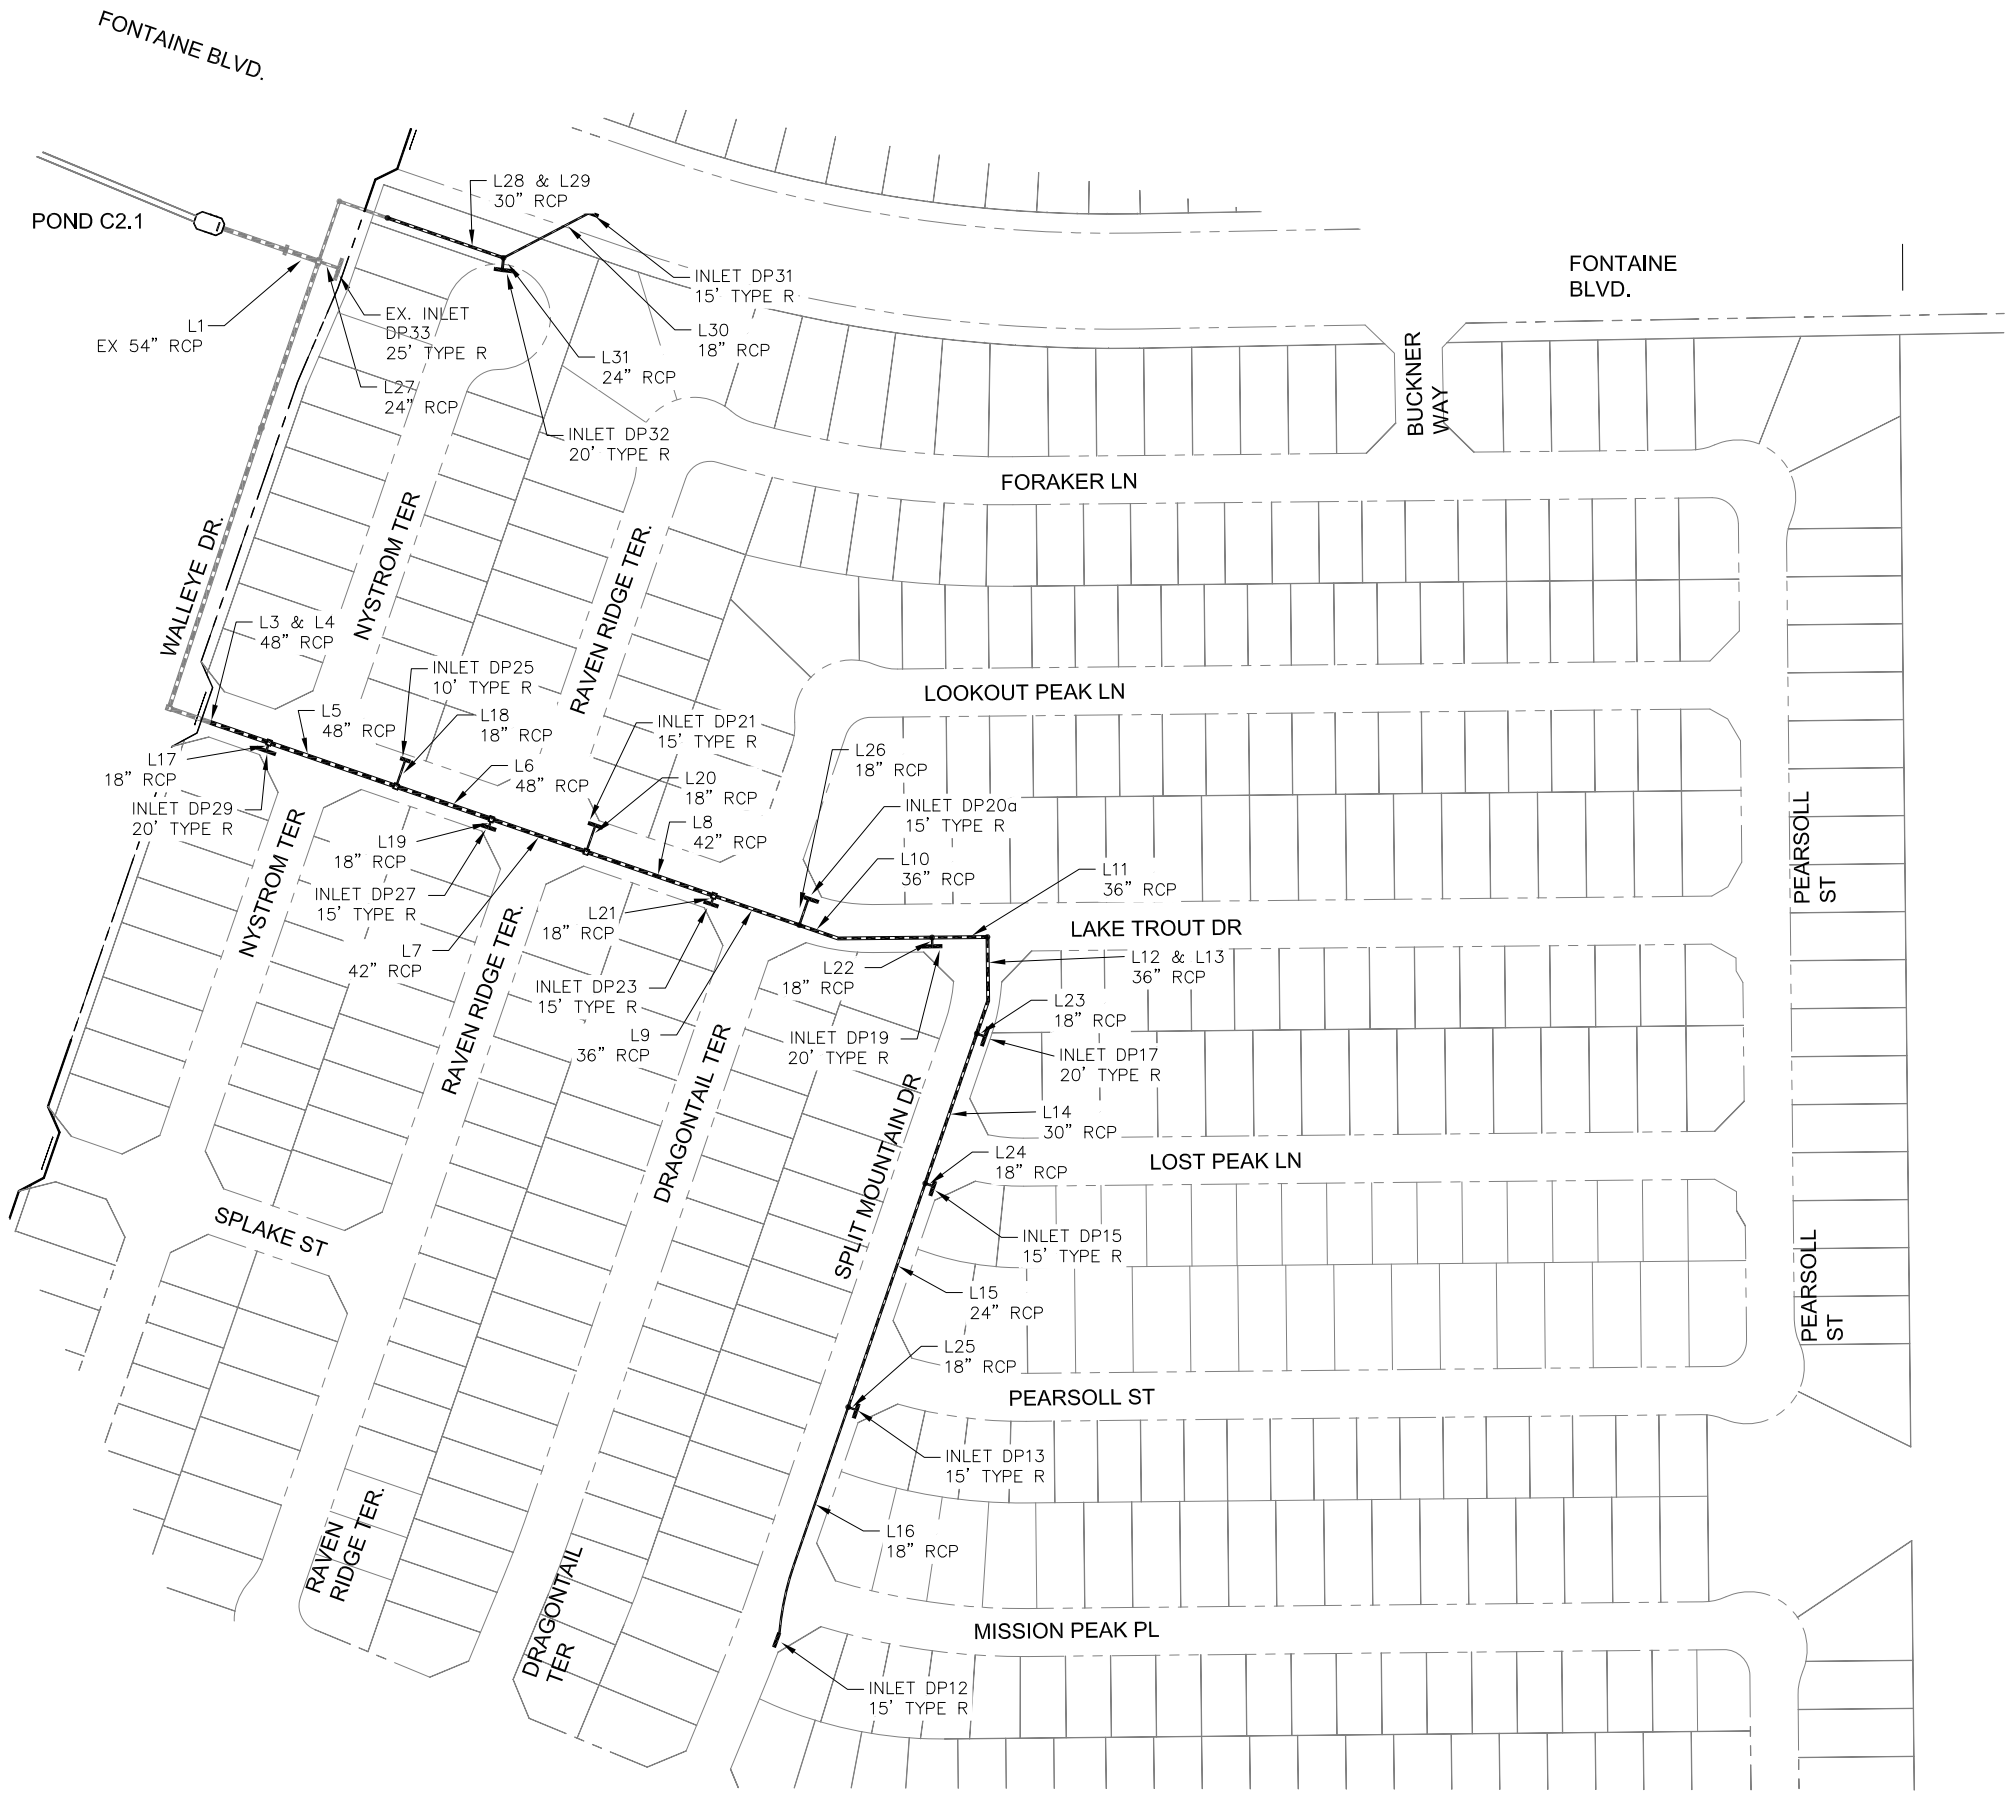 FONTAINE BLVD.
L28 & L29
30" RCP
POND C2.1
FONTAINE
BLVD.
INLET DP31
15' TYPE R
EX. INLET
DP33
25' TYPE R
L1
EX 54" RCP
L30
18" RCP
L31
24" RCP
BUCKNER
WAY
L27
24" RCP
INLET DP32
20' TYPE R
FORAKER LN
WALLEYE DR.
NYSTROM TER
RAVEN RIDGE TER.
L3 & L4
48" RCP
INLET DP25
10' TYPE R
LOOKOUT PEAK LN
L5
48" RCP
L18
18" RCP
INLET DP21
15' TYPE R
L17
18" RCP
L6
48" RCP
L26
18" RCP
L20
18" RCP
INLET DP29
20' TYPE R
INLET DP20a
15' TYPE R
L8
42" RCP
L19
18" RCP
L10
36" RCP
L11
36" RCP
PEARSOLL
ST
INLET DP27
15' TYPE R
NYSTROM TER
L21
18" RCP
LAKE TROUT DR
L7
42" RCP
RAVEN RIDGE TER.
L22
18" RCP
L12 & L13
36" RCP
INLET DP23
15' TYPE R
L23
18" RCP
L9
36" RCP
INLET DP19
20' TYPE R
INLET DP17
20' TYPE R
DRAGONTAIL TER
SPLIT MOUNTAIN DR
L14
30" RCP
L24
18" RCP
LOST PEAK LN
SPLAKE ST
INLET DP15
15' TYPE R
PEARSOLL
ST
L15
24" RCP
L25
18" RCP
PEARSOLL ST
INLET DP13
15' TYPE R
RAVEN
RIDGE TER.
L16
18" RCP
DRAGONTAIL
TER
MISSION PEAK PL
INLET DP12
15' TYPE R